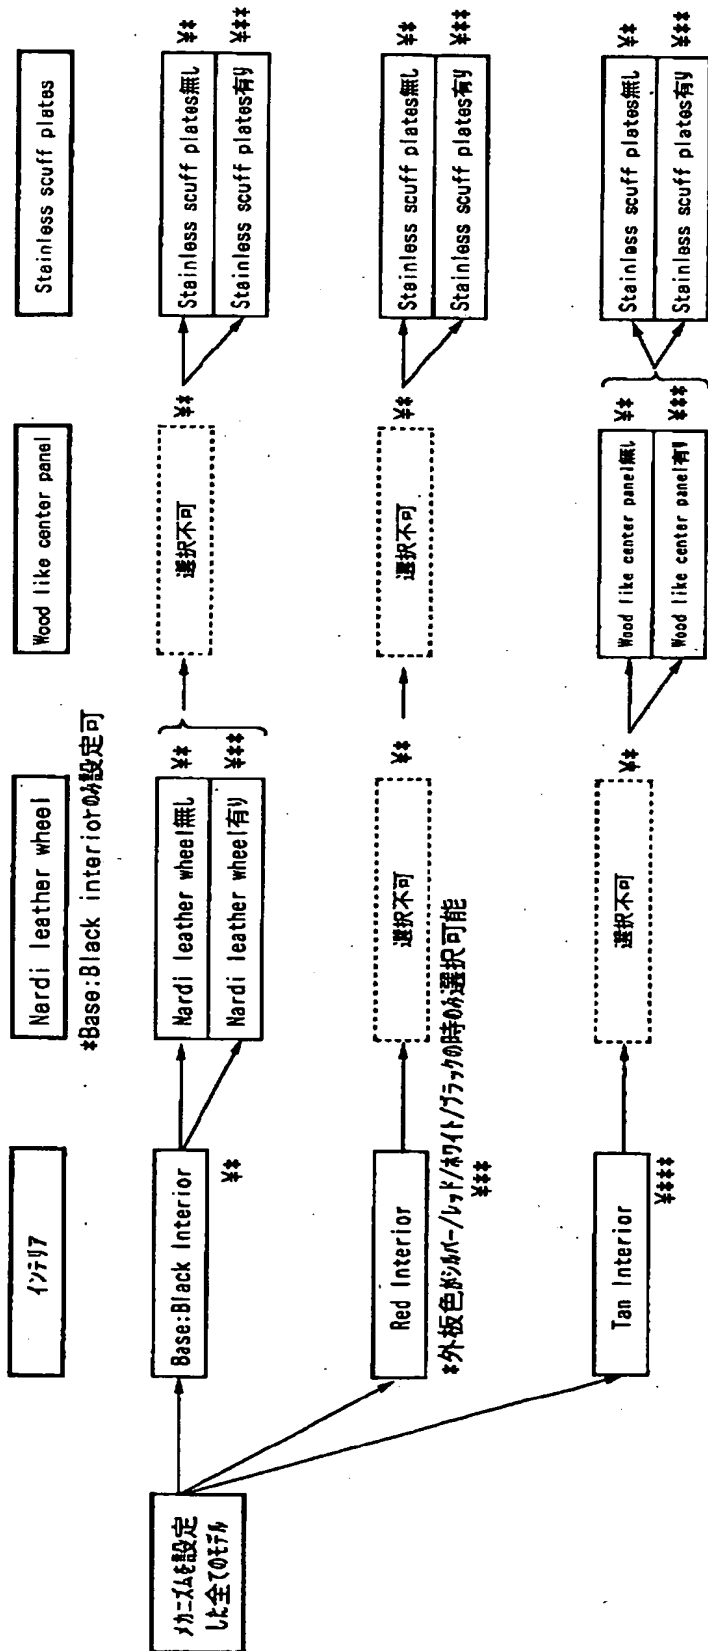 インテリア
Nardi leather wheel
Wood like center panel
Stainless scuff plates
*Base:Black interiorのみ設定可
メカニズムを設定
した全てのモデル
Base:Black Interior
¥*
Nardi leather wheel無し
¥**
Nardi leather wheel有り
¥***
選択不可
¥**
Stainless scuff plates無し
¥**
Stainless scuff plates有り
¥***
Red Interior
*外板色がシルバー/レッド/ホワイト/ブラックの時のみ選択可能
¥***
選択不可
¥**
選択不可
¥**
Stainless scuff plates無し
¥**
Stainless scuff plates有り
¥***
Tan Interior
¥****
選択不可
¥**
Wood like center panel無し
¥**
Wood like center panel有り
¥***
Stainless scuff plates無し
¥**
Stainless scuff plates有り
¥***